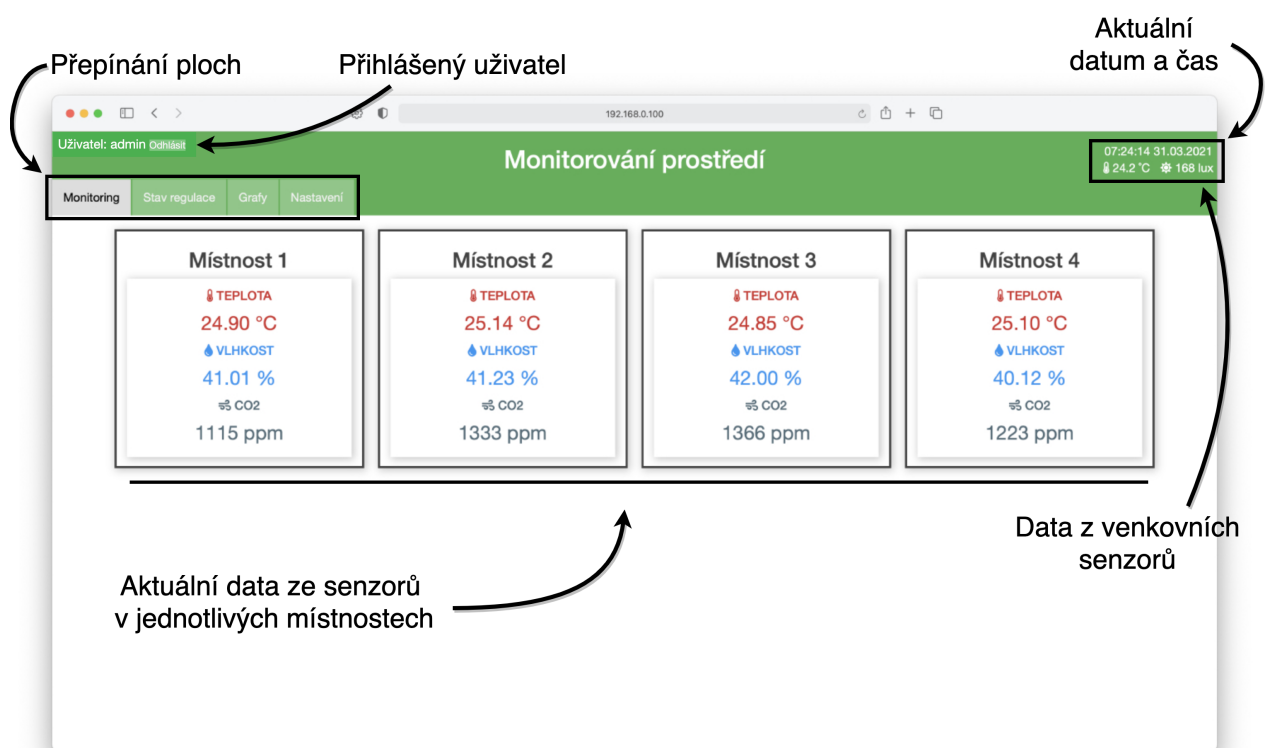 Aktuální
datum a čas
Přepínání ploch
Přihlášený uživatel
192.168.0.100
Uživatel: admin Odhlásit
Monitorování prostředí
07:24:14 31.03.2021
24.2 °C 168 lux
Monitoring Stav regulace Grafy Nastavení
Místnost 1
TEPLOTA
24.90 °C
VLHKOST
41.01 %
CO2
1115 ppm
Místnost 2
TEPLOTA
25.14 °C
VLHKOST
41.23 %
CO2
1333 ppm
Místnost 3
TEPLOTA
24.85 °C
VLHKOST
42.00 %
CO2
1366 ppm
Místnost 4
TEPLOTA
25.10 °C
VLHKOST
40.12 %
CO2
1223 ppm
Data z venkovních
senzorů
Aktuální data ze senzorů
v jednotlivých místnostech